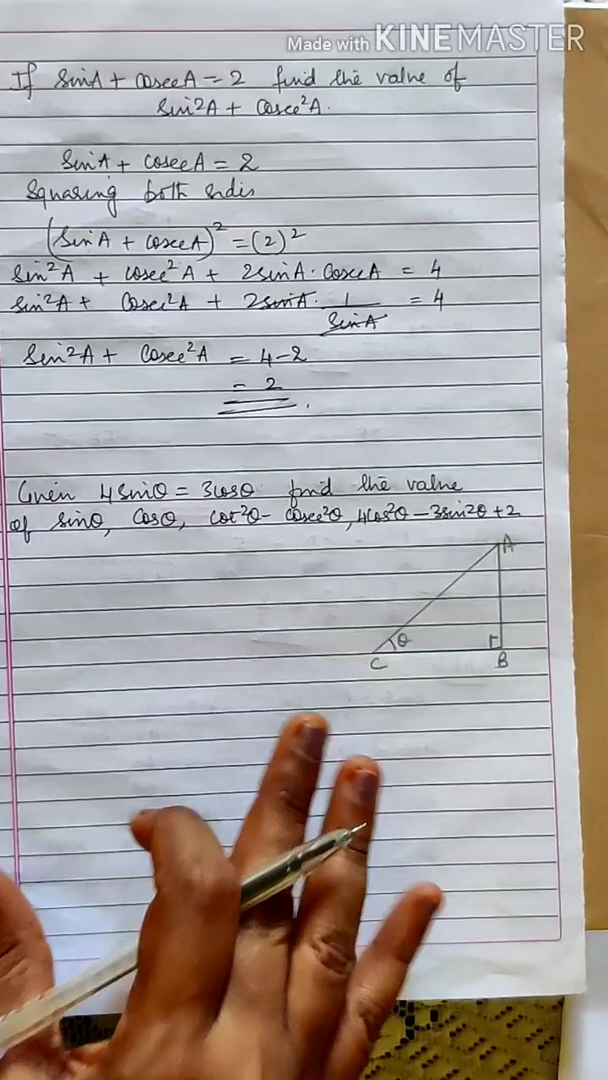 Made with KINEMASTER
If SinA + CosecA = 2 find the value of
Sin²A + Cosec²A.
SinA + cosecA = 2
Squaring both sides
(SinA + cosecA)² = (2)²
Sin²A + cosec²A + 2sinA · CosecA = 4
Sin²A + Cosec²A + 2sinA · 1/SinA = 4
Sin²A + Cosec²A = 4-2
= 2
Given 4sinθ = 3cosθ find the value
of sinθ, cosθ, cot²θ - cosec²θ, 4cos²θ - 3sin²θ + 2
A
θ
C B